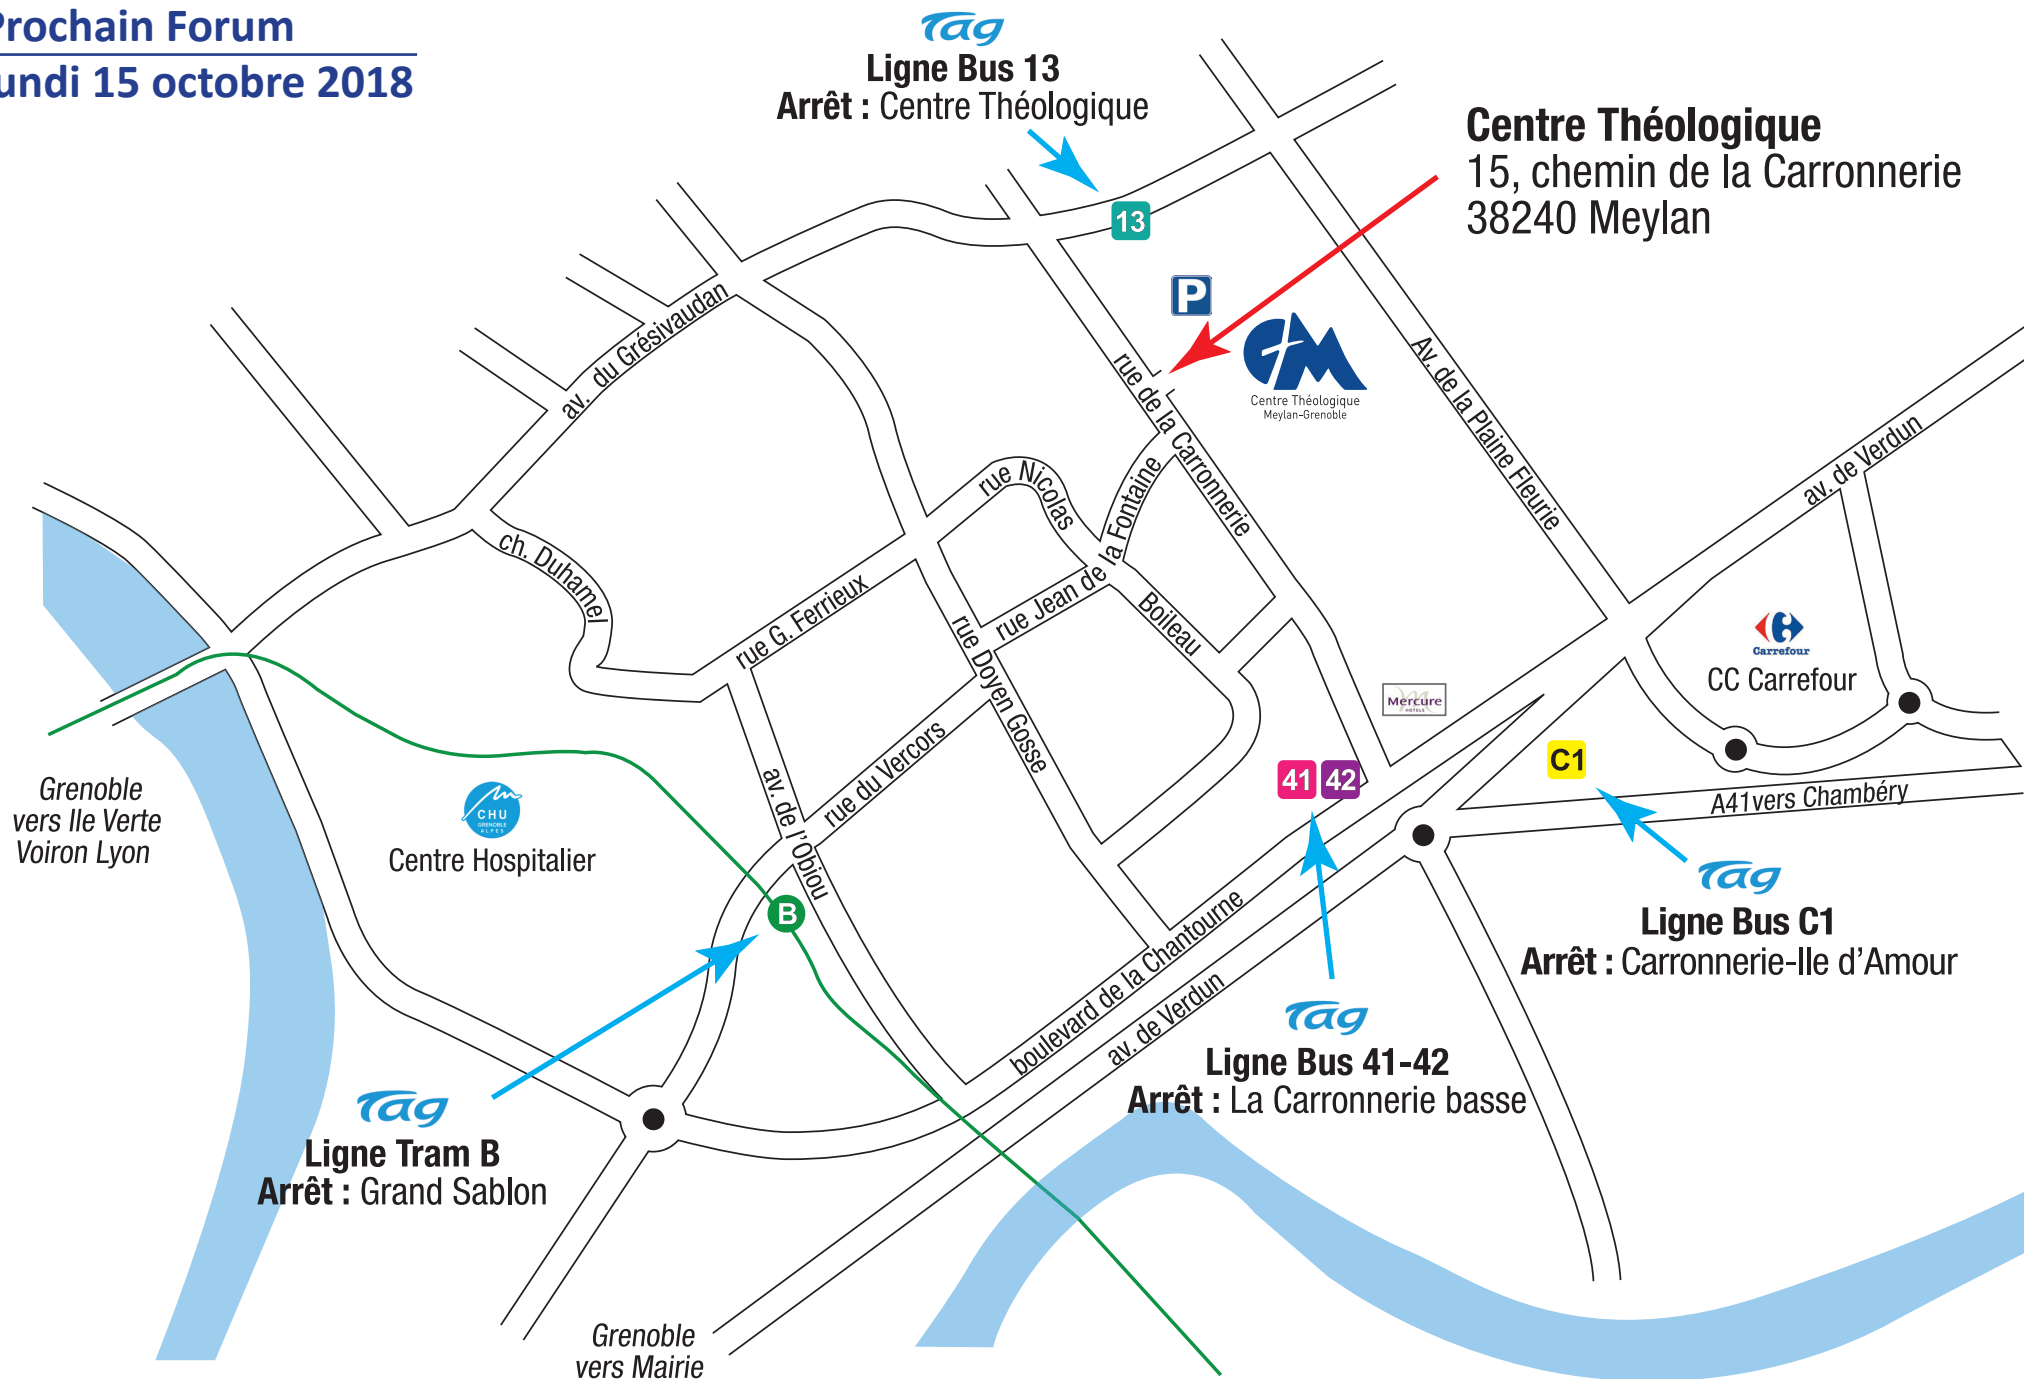 Prochain Forum
undi 15 octobre 2018
Tag
Ligne Bus 13
Arrêt : Centre Théologique
Centre Théologique
15, chemin de la Carronnerie
38240 Meylan
13
P
Centre Théologique
Meylan-Grenoble
av. du Grésivaudan
rue de la Carronnerie
Av. de la Plaine Fleurie
av. de Verdun
rue Nicolas
Boileau
rue Jean de la Fontaine
ch. Duhamel
rue G. Ferrieux
rue Doyen Gosse
rue du Vercors
av. de l'Obiou
Carrefour
CC Carrefour
Mercure
HOTELS
41 42
C1
A41vers Chambéry
Grenoble
vers Ile Verte
Voiron Lyon
CHU
GRENOBLE
ALPES
Centre Hospitalier
B
boulevard de la Chantourne
av. de Verdun
Tag
Ligne Bus C1
Arrêt : Carronnerie-Ile d'Amour
Tag
Ligne Bus 41-42
Arrêt : La Carronnerie basse
Tag
Ligne Tram B
Arrêt : Grand Sablon
Grenoble
vers Mairie